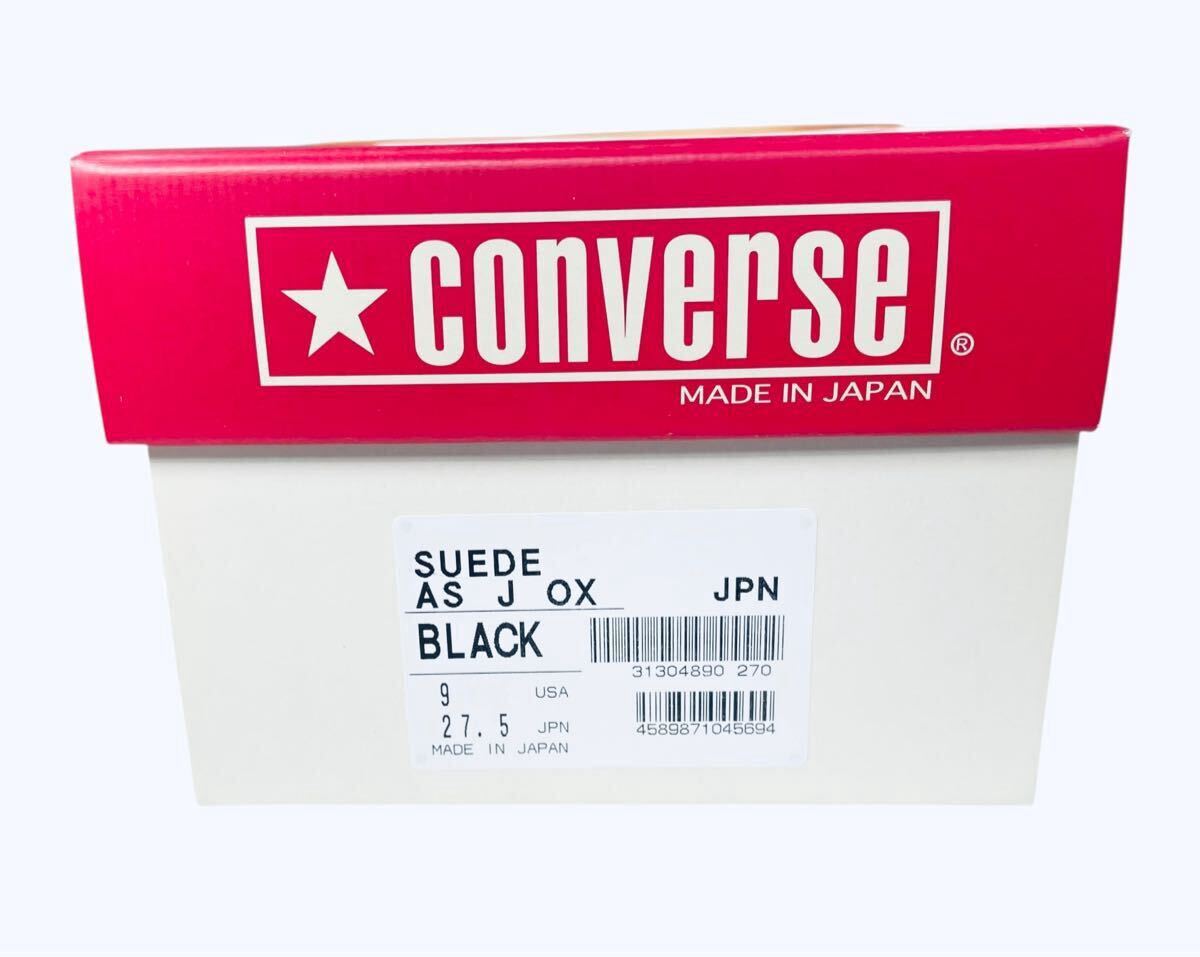 converse
®
MADE IN JAPAN
SUEDE
AS J OX
JPN
BLACK
31304890 270
9 USA
27.5 JPN
4589871045694
MADE IN JAPAN